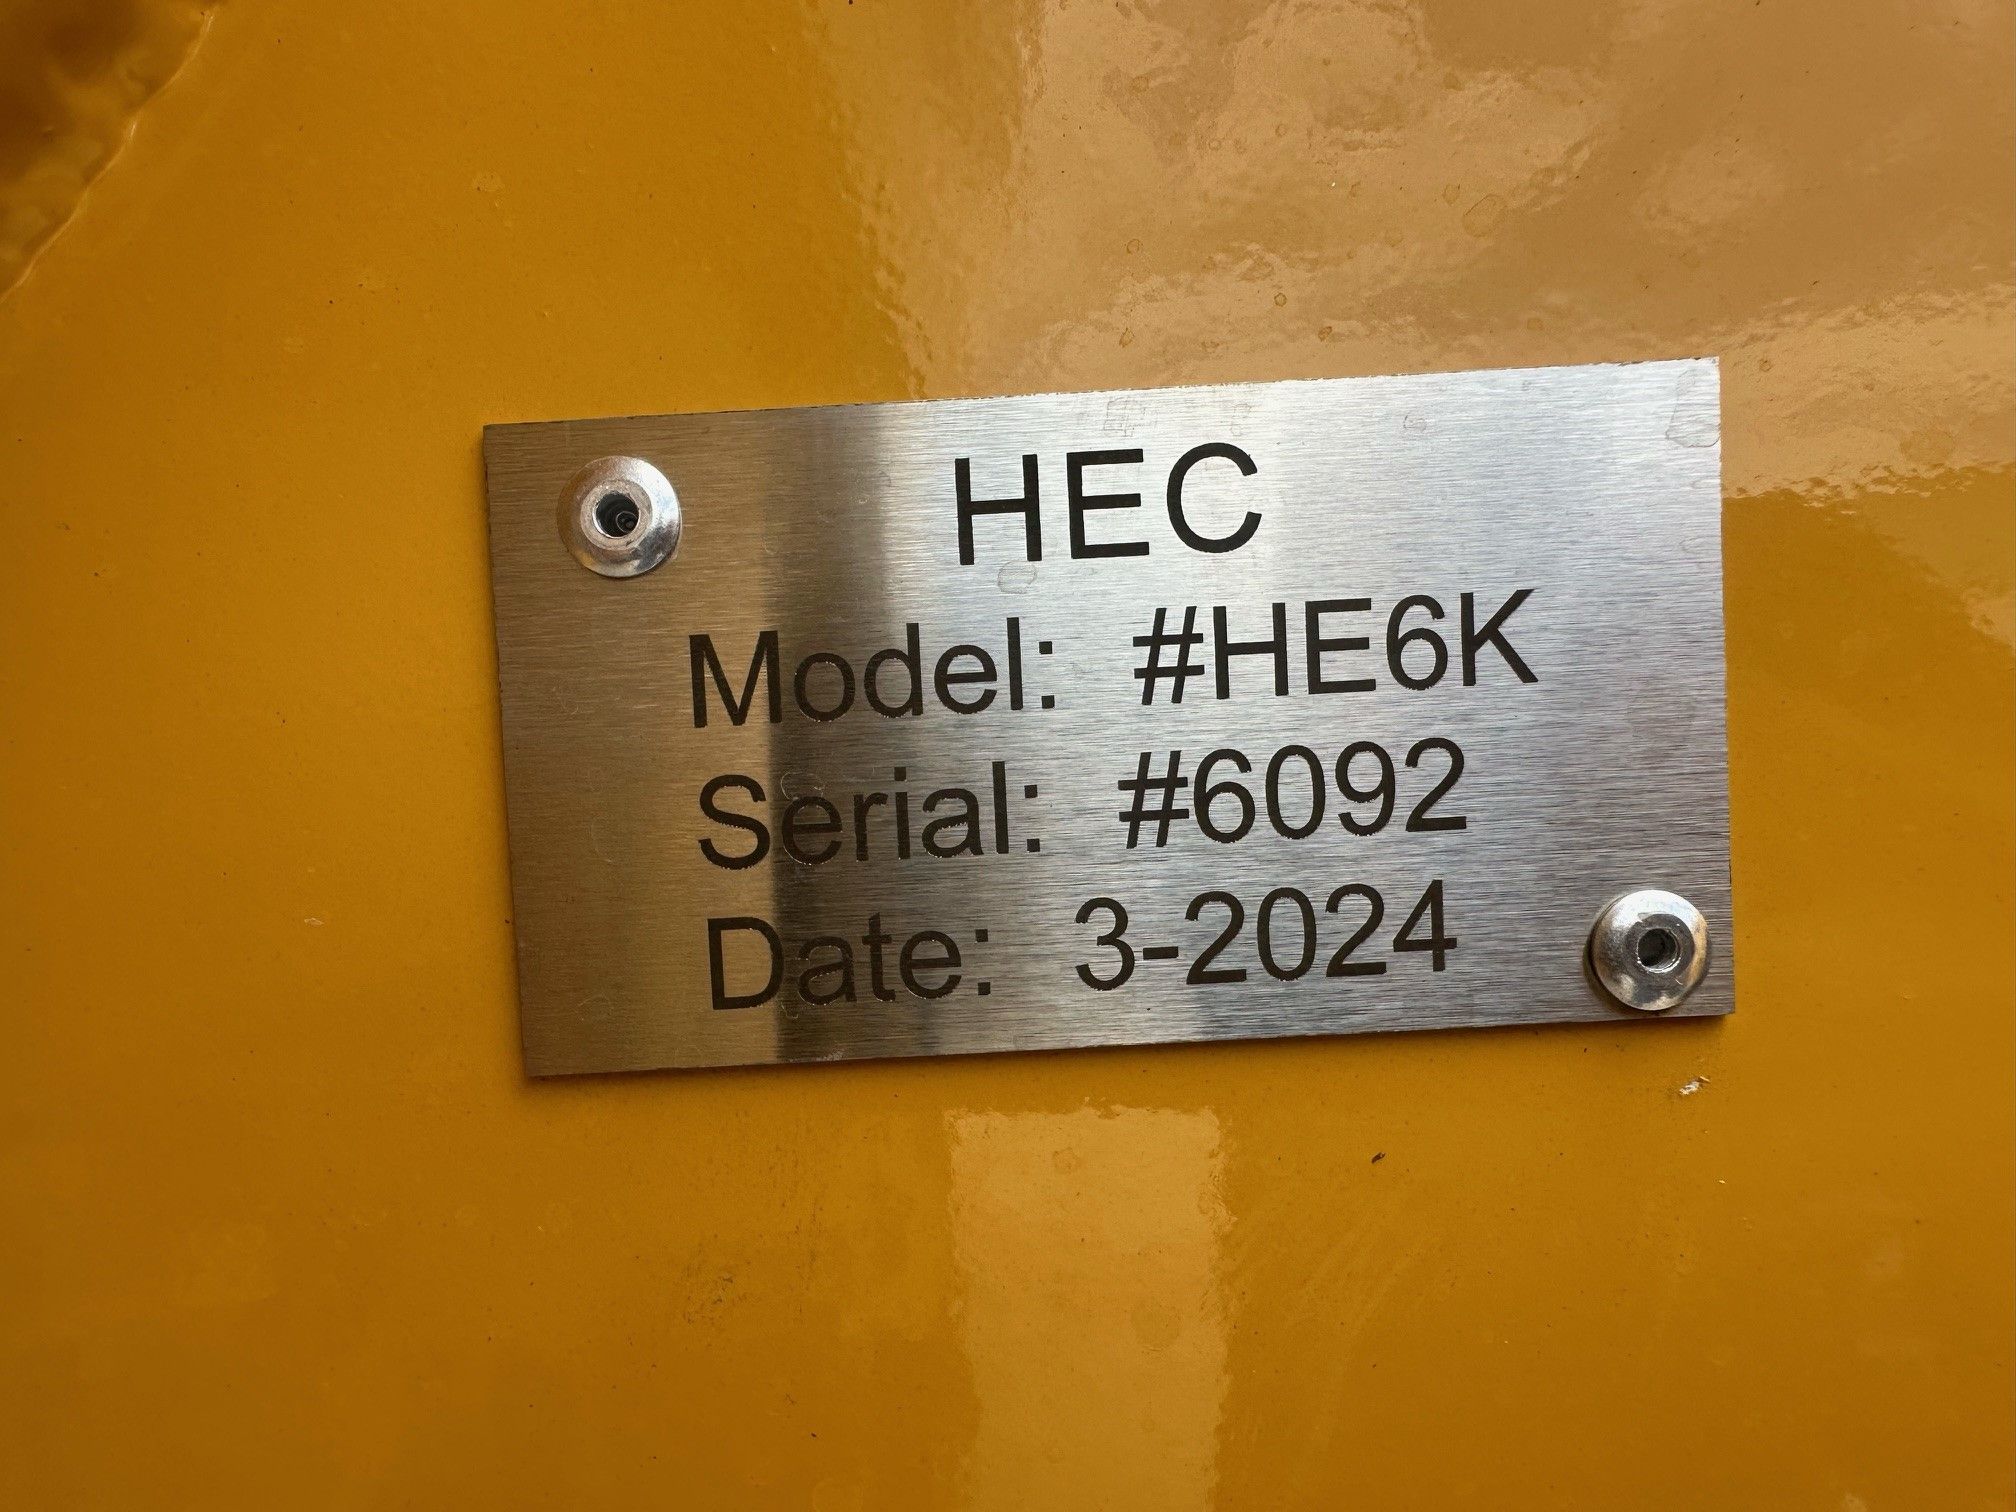 HEC
Model: #HE6K
Serial: #6092
Date: 3-2024